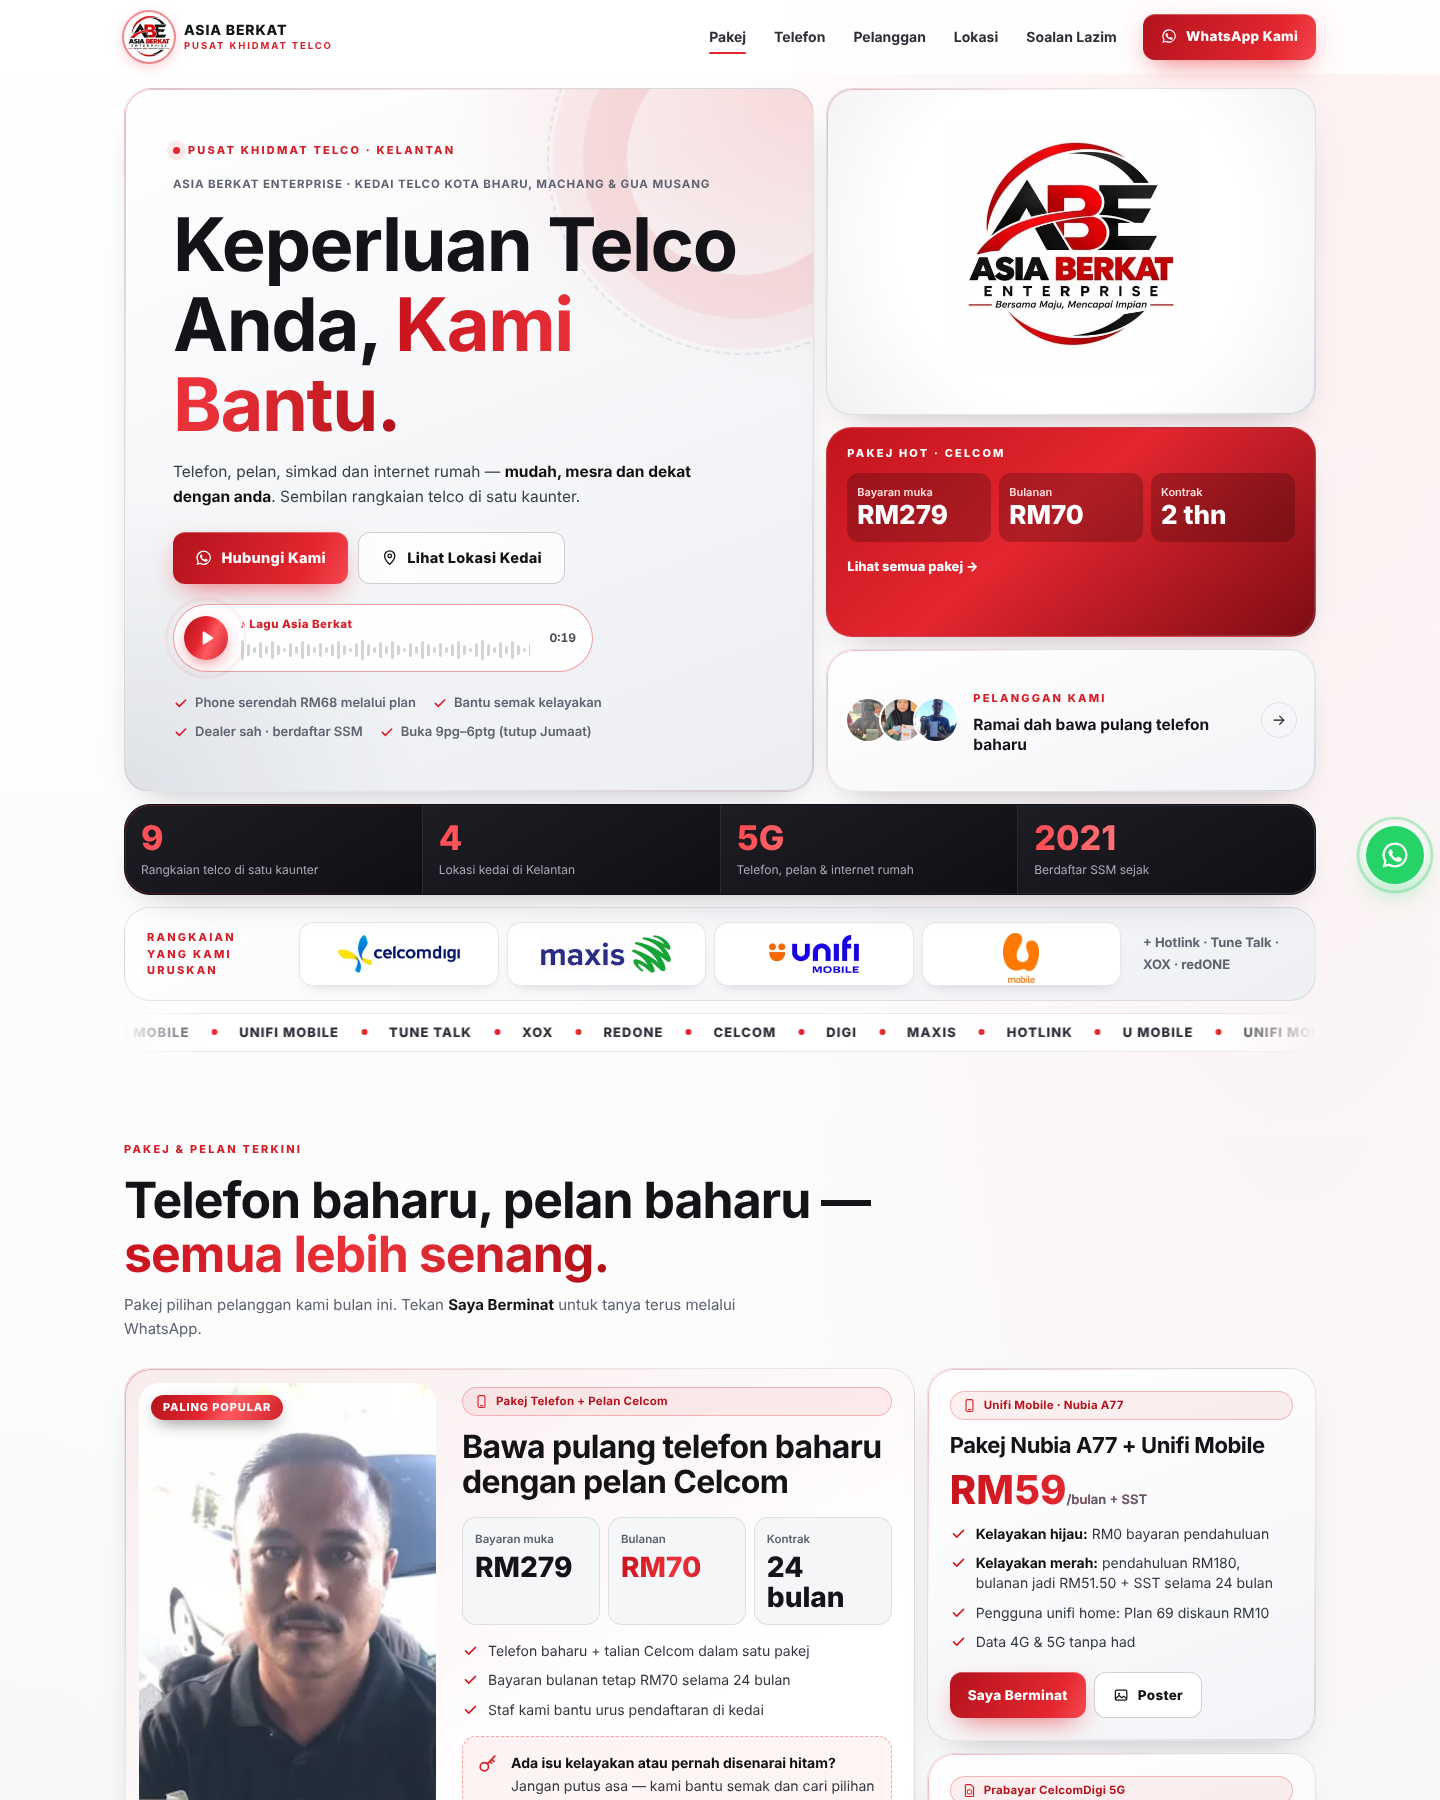 ASIA BERKAT
PUSAT KHIDMAT TELCO
Pakej
Telefon
Pelanggan
Lokasi
Soalan Lazim
WhatsApp Kami
PUSAT KHIDMAT TELCO · KELANTAN
ASIA BERKAT ENTERPRISE · KEDAI TELCO KOTA BHARU, MACHANG & GUA MUSANG
Keperluan Telco
Anda, Kami
Bantu.
Telefon, pelan, simkad dan internet rumah — mudah, mesra dan dekat
dengan anda. Sembilan rangkaian telco di satu kaunter.
Hubungi Kami
Lihat Lokasi Kedai
♪ Lagu Asia Berkat
0:19
Phone serendah RM68 melalui plan
Bantu semak kelayakan
Dealer sah · berdaftar SSM
Buka 9pg–6ptg (tutup Jumaat)
ABE
ASIA BERKAT
ENTERPRISE
Bersama Maju, Mencapai Impian
PAKEJ HOT · CELCOM
Bayaran muka
RM279
Bulanan
RM70
Kontrak
2 thn
Lihat semua pakej →
PELANGGAN KAMI
Ramai dah bawa pulang telefon
baharu
9
Rangkaian telco di satu kaunter
4
Lokasi kedai di Kelantan
5G
Telefon, pelan & internet rumah
2021
Berdaftar SSM sejak
RANGKAIAN
YANG KAMI
URUSKAN
celcomdigi
maxis
unifi
MOBILE
mobile
+ Hotlink · Tune Talk ·
XOX · redONE
MOBILE • UNIFI MOBILE • TUNE TALK • XOX • REDONE • CELCOM • DIGI • MAXIS • HOTLINK • U MOBILE • UNIFI MO
PAKEJ & PELAN TERKINI
Telefon baharu, pelan baharu —
semua lebih senang.
Pakej pilihan pelanggan kami bulan ini. Tekan Saya Berminat untuk tanya terus melalui
WhatsApp.
PALING POPULAR
Pakej Telefon + Pelan Celcom
Bawa pulang telefon baharu
dengan pelan Celcom
Bayaran muka
RM279
Bulanan
RM70
Kontrak
24
bulan
Telefon baharu + talian Celcom dalam satu pakej
Bayaran bulanan tetap RM70 selama 24 bulan
Staf kami bantu urus pendaftaran di kedai
Ada isu kelayakan atau pernah disenarai hitam?
Jangan putus asa — kami bantu semak dan cari pilihan
Unifi Mobile · Nubia A77
Pakej Nubia A77 + Unifi Mobile
RM59/bulan + SST
Kelayakan hijau: RM0 bayaran pendahuluan
Kelayakan merah: pendahuluan RM180,
bulanan jadi RM51.50 + SST selama 24 bulan
Pengguna unifi home: Plan 69 diskaun RM10
Data 4G & 5G tanpa had
Saya Berminat
Poster
Prabayar CelcomDigi 5G